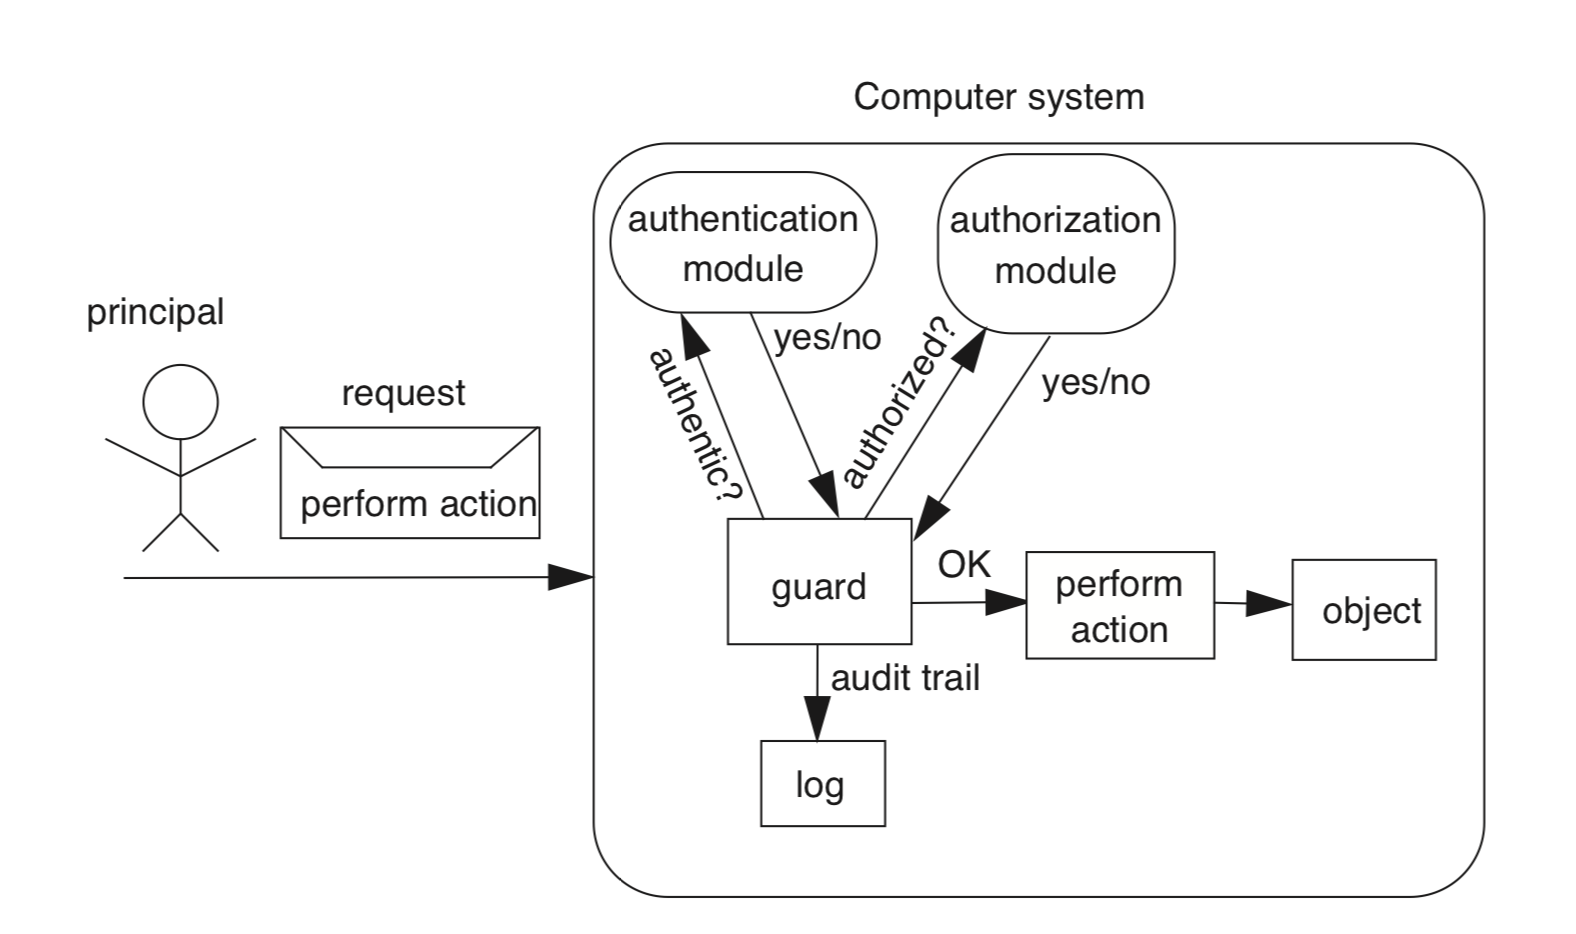 Computer system
authentication
module
authorization
module
principal
request
perform action
authentic?
yes/no
authorized?
yes/no
guard
OK
perform
action
object
audit trail
log